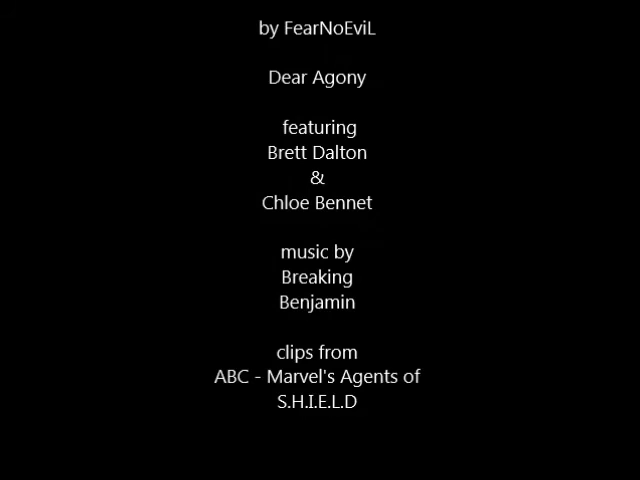 by FearNoEviL
Dear Agony
featuring
Brett Dalton
&
Chloe Bennet
music by
Breaking
Benjamin
clips from
ABC - Marvel's Agents of
S.H.I.E.L.D